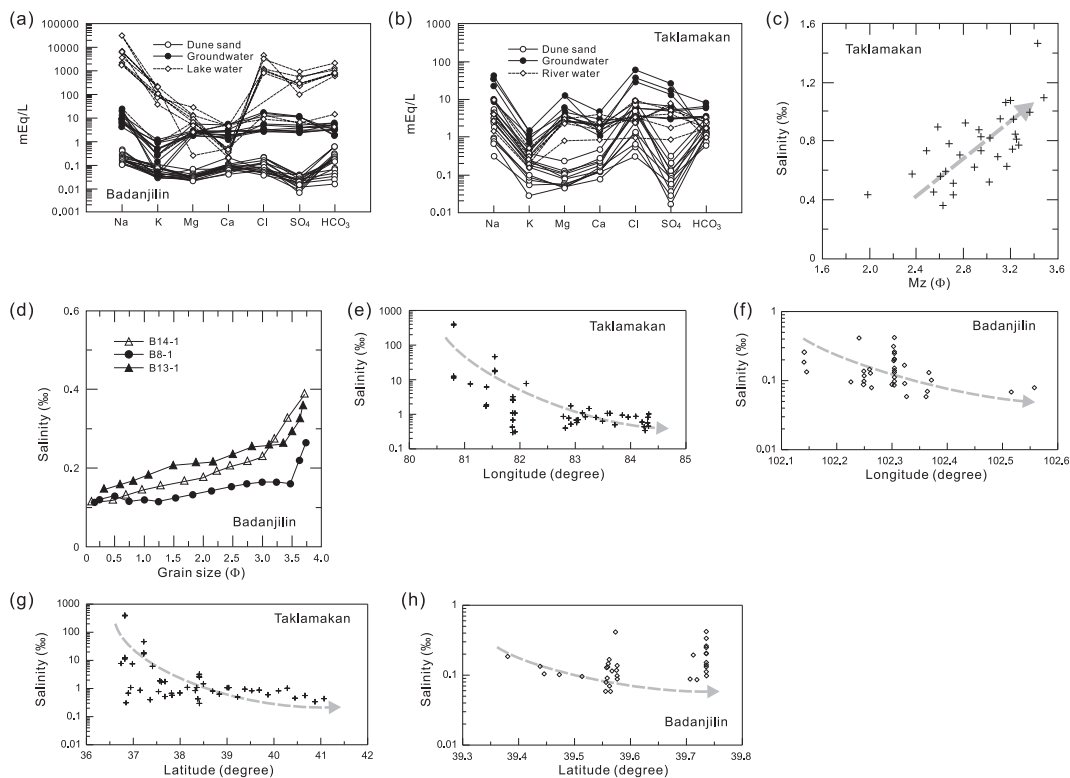 (a)
100000
10000
1000
100
10
1
0.1
0.01
0.001
mEq/L
Dune sand
Groundwater
Lake water
Badanjilin
Na K Mg Ca Cl SO₄ HCO₃
(b)
Taklamakan
100
10
1
0.1
0.01
mEq/L
Dune sand
Groundwater
River water
Na K Mg Ca Cl SO₄ HCO₃
(c)
Taklamakan
1.6
1.2
0.8
0.4
0
Salinity (‰)
1.6 2.0 2.4 2.8 3.2 3.6
Mz (Φ)
(d)
0.6
0.4
0.2
0
Salinity (‰)
B14-1
B8-1
B13-1
Badanjilin
0 0.5 1.0 1.5 2.0 2.5 3.0 3.5 4.0
Grain size (Φ)
(e)
Taklamakan
1000
100
10
1
0.1
Salinity (‰)
80 81 82 83 84 85
Longitude (degree)
(f)
Badanjilin
1
0.1
0.01
Salinity (‰)
102.1 102.2 102.3 102.4 102.5 102.6
Longitude (degree)
(g)
Taklamakan
1000
100
10
1
0.1
0.01
Salinity (‰)
36 37 38 39 40 41 42
Latitude (degree)
(h)
1
0.1
0.01
Salinity (‰)
Badanjilin
39.3 39.4 39.5 39.6 39.7 39.8
Latitude (degree)